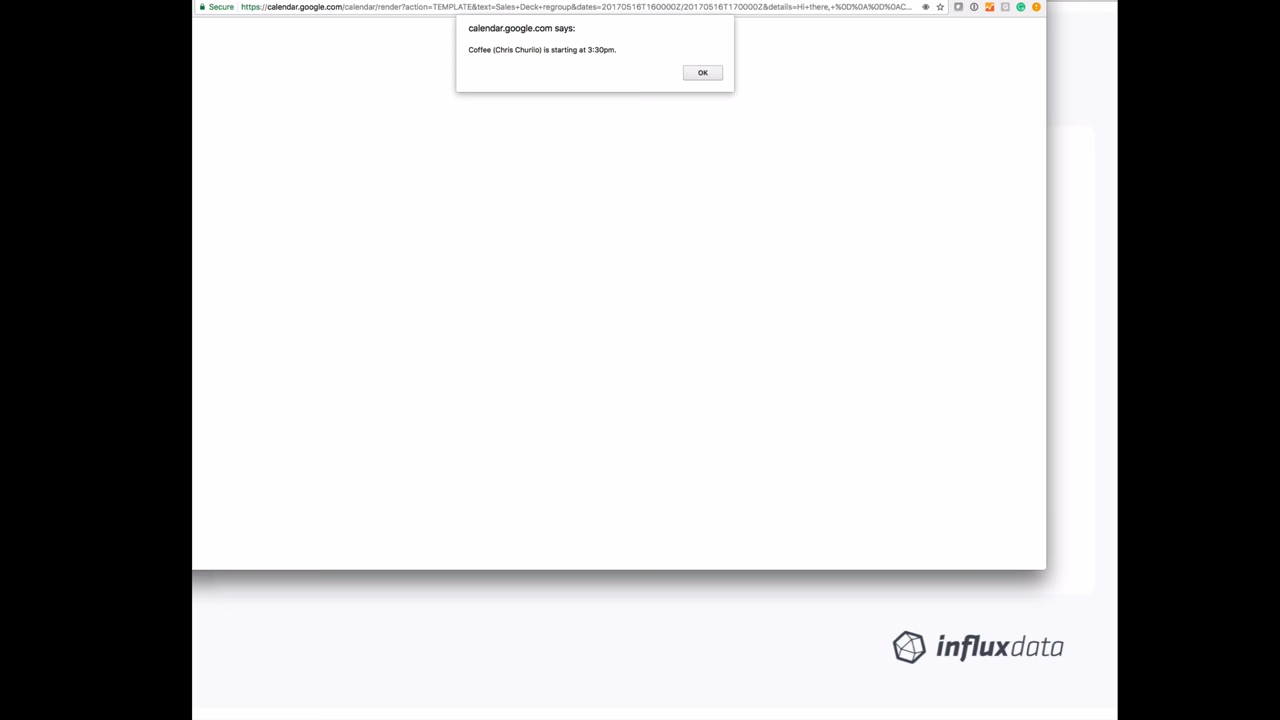 Secure https://calendar.google.com/calendar/render?action=TEMPLATE&text=Sales+Deck+regroup&dates=20170516T160000Z/20170516T170000Z&details=Hi+there,+%0D%0A%0D%0AC...
calendar.google.com says:
Coffee (Chris Churilo) is starting at 3:30pm.
OK
influxdata